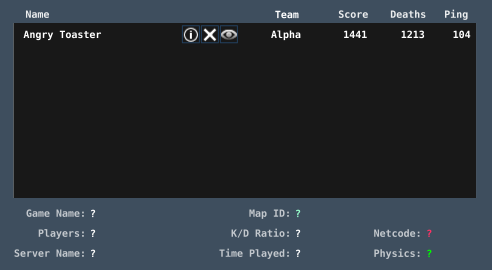 Name Team Score Deaths Ping
Angry Toaster Alpha 1441 1213 104
Game Name: ? Map ID: ?
Players: ? K/D Ratio: ? Netcode: ?
Server Name: ? Time Played: ? Physics: ?